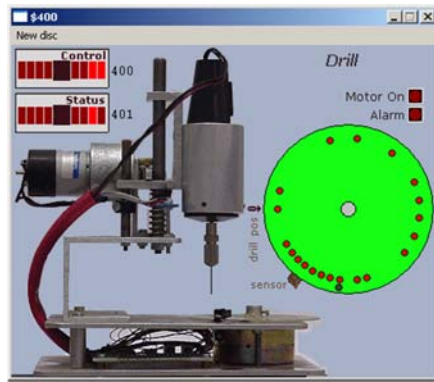 $400
New disc
Control
400
Status
401
Drill
Motor On
Alarm
drill pos
sensor